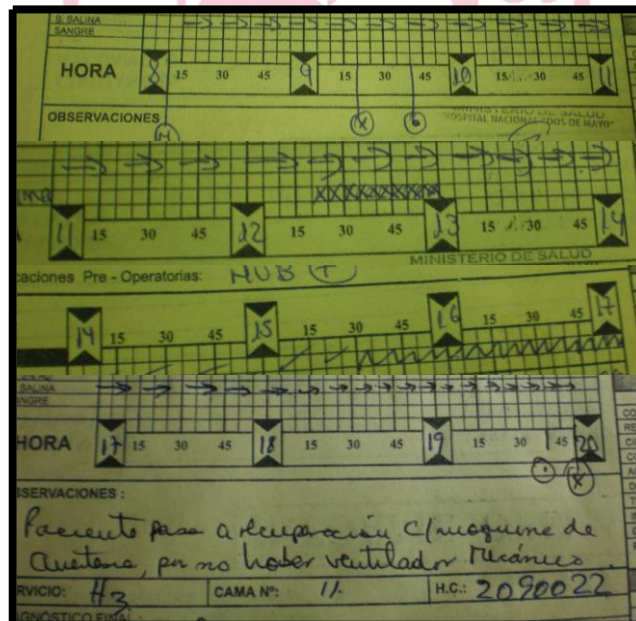 S. SALINA
SANGRE
HORA 8 15 30 45 9 15 30 45 10 15 30 45 11
OBSERVACIONES
MINISTERIO DE SALUD
HOSPITAL NACIONAL "DOS DE MAYO"
XXXXXXXXXX
11 15 30 45 12 15 30 45 13 15 30 45 14
MINISTERIO DE SALUD
caciones Pre - Operatorias:
14 15 30 45 15 15 30 45 16 15 30 45 17
SALINA
ANGRE
HORA 17 15 30 45 18 15 30 45 19 15 30 45 20
BSERVACIONES :
Paciente pasa a recuperación c/maquina de
anestesia, por no haber ventilador Mecánico.
RVICIO: H3 CAMA Nº: 11. H.C.: 2090022
AGNÓSTICO FINAL :